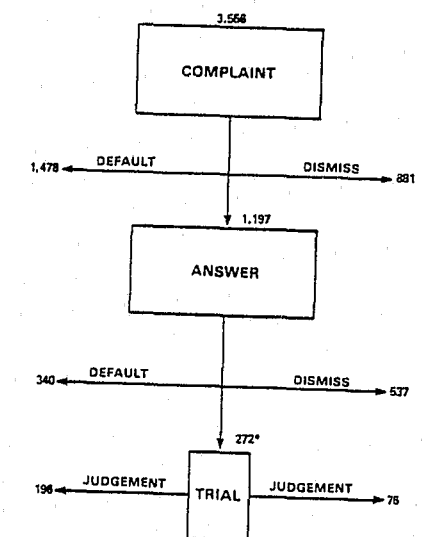 3,556
COMPLAINT
1,478 DEFAULT DISMISS 881
1,197
ANSWER
340 DEFAULT DISMISS 537
272*
196 JUDGEMENT TRIAL JUDGEMENT 76